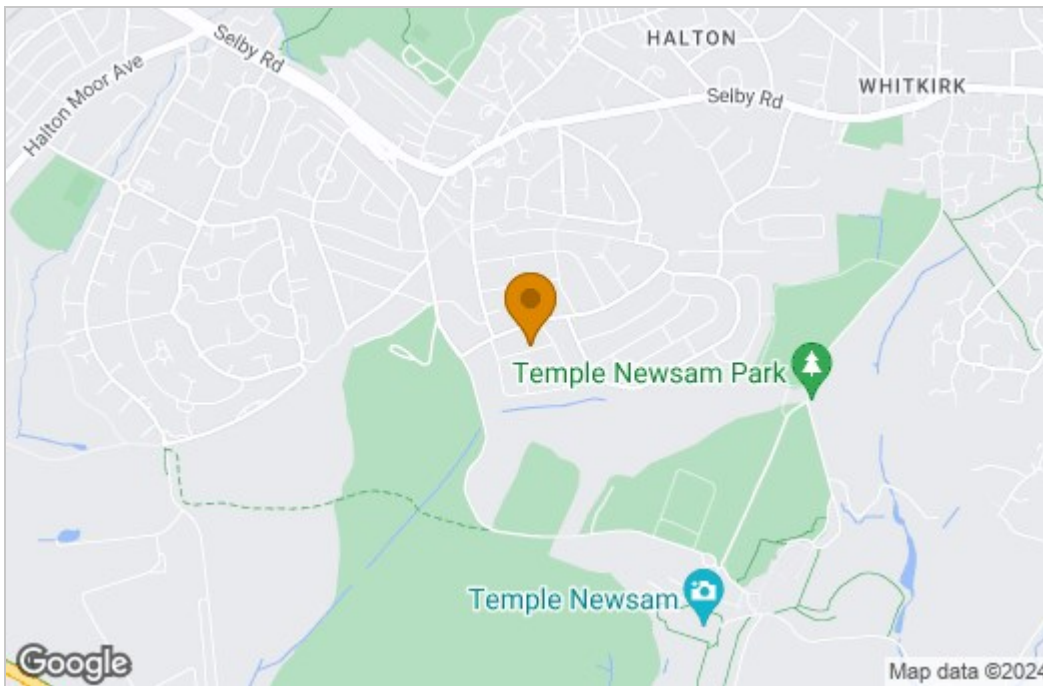 HALTON
Selby Rd
Halton Moor Ave
Selby Rd
WHITKIRK
Temple Newsam Park
Temple Newsam
Google
Map data ©2024